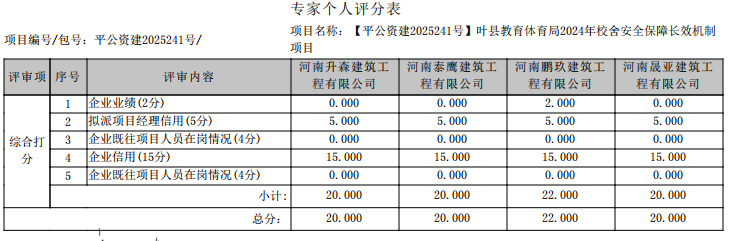 专家个人评分表
项目编号/包号：平公资建2025241号/
项目名称：【平公资建2025241号】叶县教育体育局2024年校舍安全保障长效机制
项目
评审项 序号 评审内容 河南升森建筑工程有限公司 河南泰鹰建筑工程有限公司 河南鹏玖建筑工程有限公司 河南晟亚建筑工程有限公司
综合打分
1 企业业绩(2分) 0.000 0.000 2.000 0.000
2 拟派项目经理信用(5分) 5.000 5.000 5.000 5.000
3 企业既往项目人员在岗情况(4分) 0.000 0.000 0.000 0.000
4 企业信用(15分) 15.000 15.000 15.000 15.000
5 企业既往项目人员在岗情况(4分) 0.000 0.000 0.000 0.000
小计: 20.000 20.000 22.000 20.000
总分: 20.000 20.000 22.000 20.000